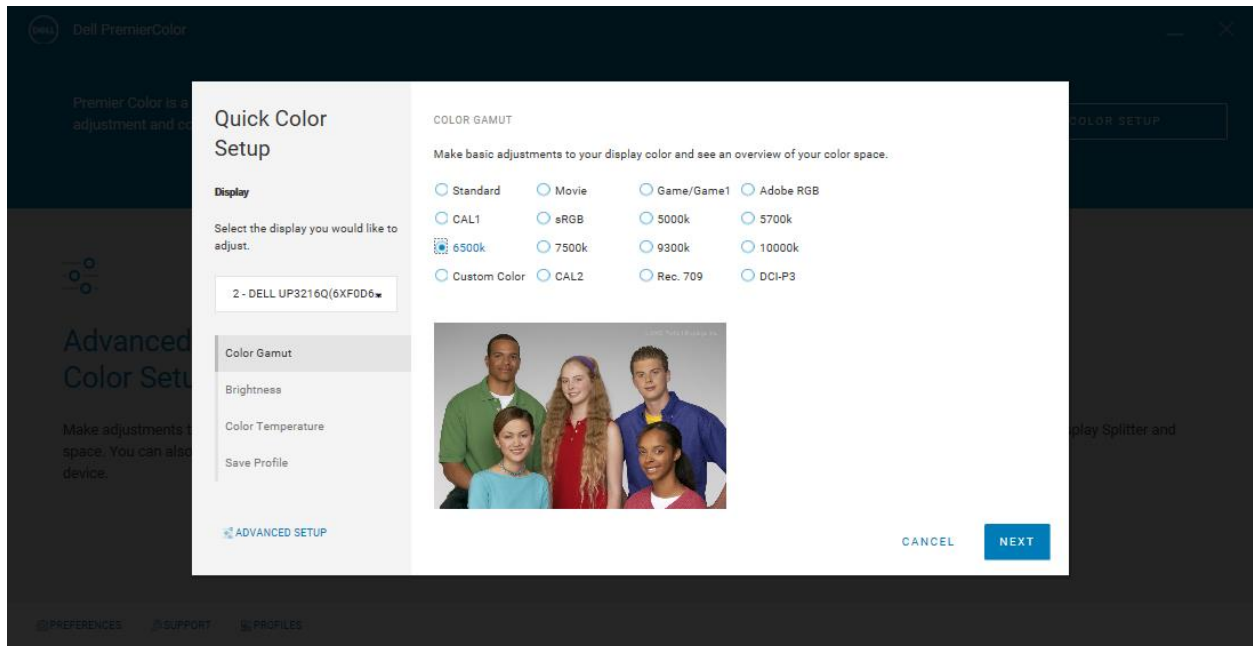 DELL
Dell PremierColor
Premier Color is a
adjustment and co
COLOR SETUP
Quick Color
Setup
Display
Select the display you would like to
adjust.
2 - DELL UP3216Q(6XF0D6
Color Gamut
Brightness
Color Temperature
Save Profile
ADVANCED SETUP
COLOR GAMUT
Make basic adjustments to your display color and see an overview of your color space.
Standard Movie Game/Game1 Adobe RGB
CAL1 sRGB 5000k 5700k
6500k 7500k 9300k 10000k
Custom Color CAL2 Rec. 709 DCI-P3
CANCEL NEXT
Advanced
Color Setu
Make adjustments t
space. You can also
device.
play Splitter and
PREFERENCES SUPPORT PROFILES